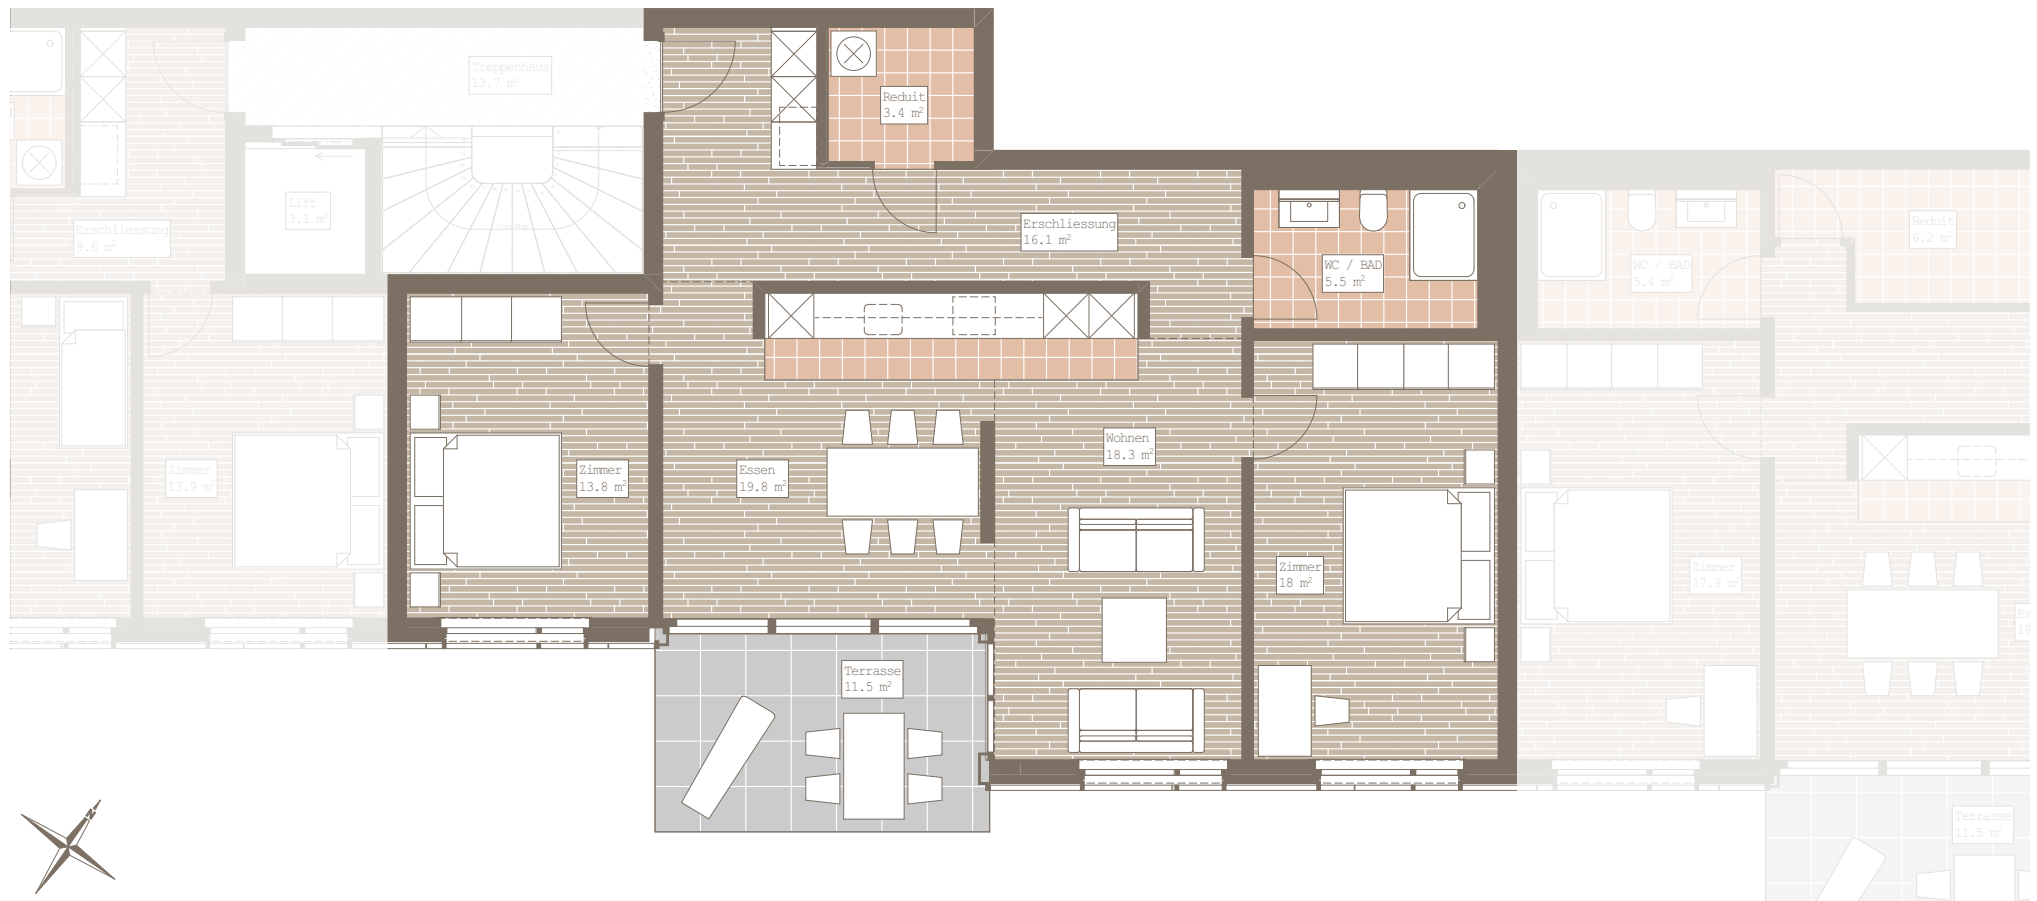 Treppenhaus
13.7 m²
Reduit
3.4 m²
Lift
3.1 m²
Erschliessung
9.6 m²
Erschliessung
16.1 m²
WC / BAD
5.5 m²
WC / BAD
5.4 m²
Reduit
6.2 m²
Zimmer
13.9 m²
Zimmer
13.8 m²
Essen
19.8 m²
Wohnen
18.3 m²
Zimmer
18 m²
Zimmer
17.9 m²
Terrasse
11.5 m²
N
Terrasse
11.5 m²